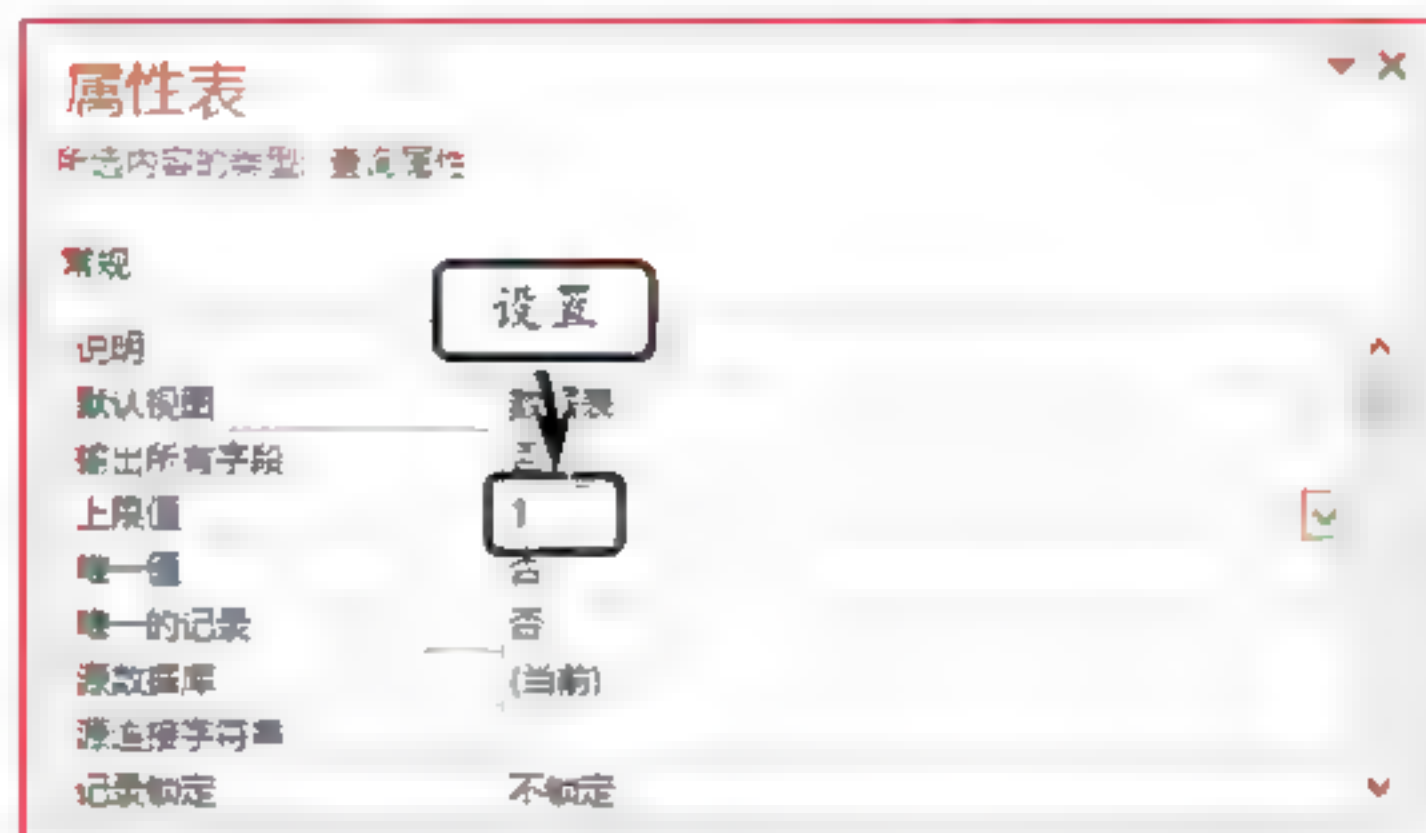 属性表
所选内容的类型: 查询属性
常规
设置
说明
默认视图 数据表
输出所有字段 否
上限值 1
唯一值 否
唯一的记录 否
源数据库 (当前)
源连接字符串
记录锁定 不锁定